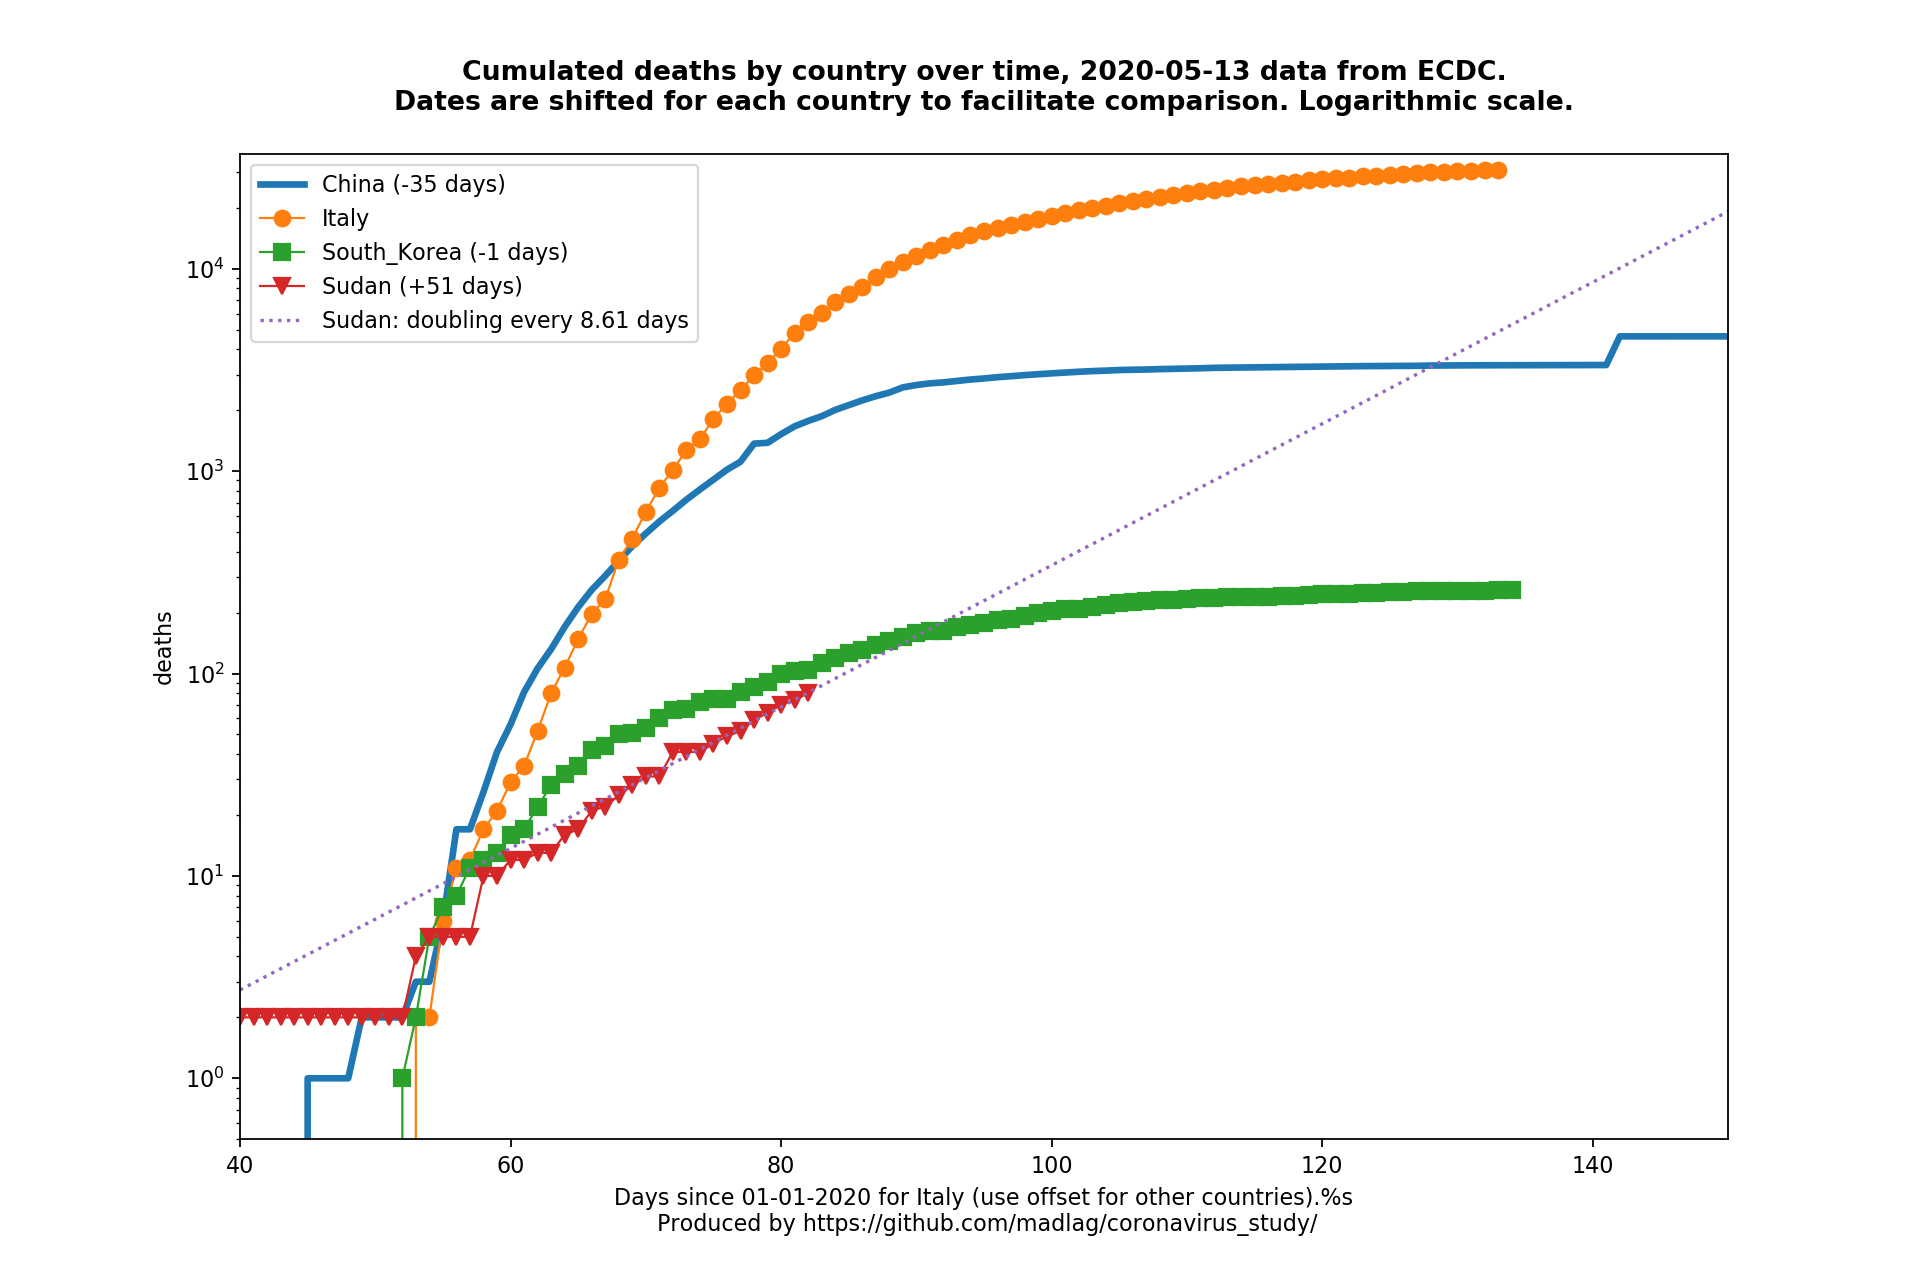 Cumulated deaths by country over time, 2020-05-13 data from ECDC.
Dates are shifted for each country to facilitate comparison. Logarithmic scale.
China (-35 days)
Italy
South_Korea (-1 days)
Sudan (+51 days)
Sudan: doubling every 8.61 days
10⁴
10³
10²
10¹
10⁰
deaths
40 60 80 100 120 140
Days since 01-01-2020 for Italy (use offset for other countries).%s
Produced by https://github.com/madlag/coronavirus_study/